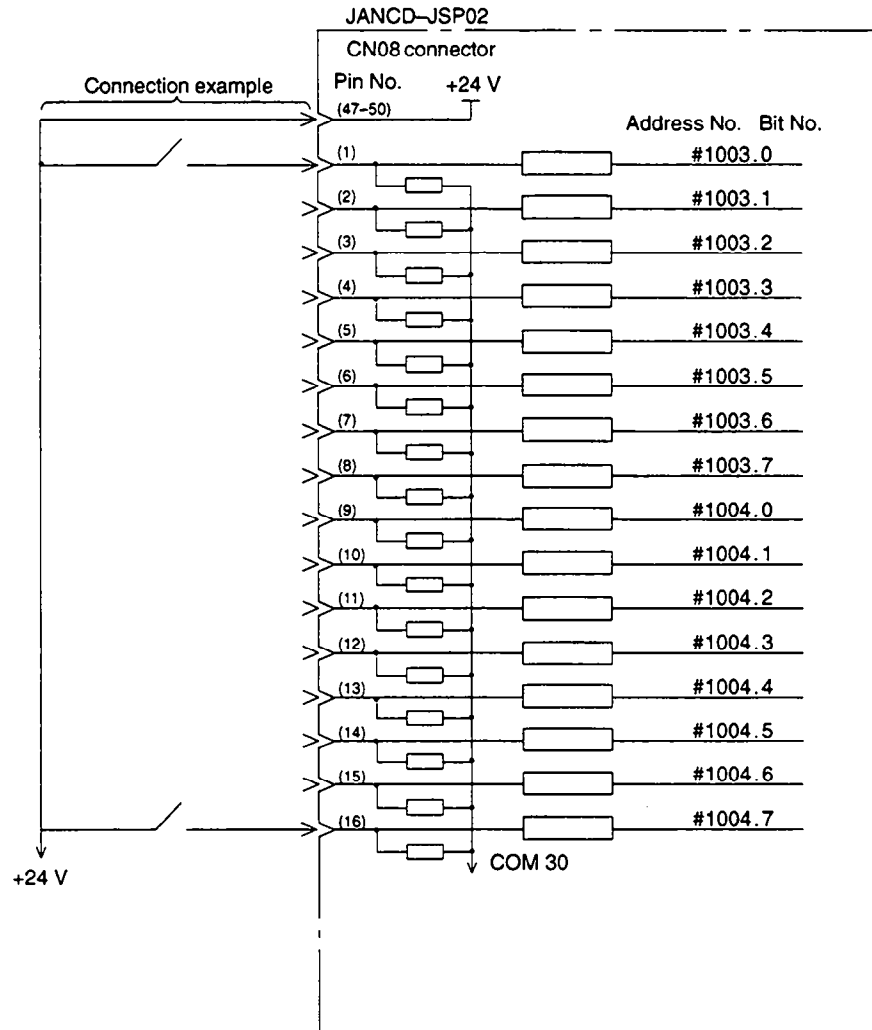 JANCD–JSP02
CN08 connector
Connection example
Pin No. +24 V
(47–50)
Address No. Bit No.
(1) #1003.0
(2) #1003.1
(3) #1003.2
(4) #1003.3
(5) #1003.4
(6) #1003.5
(7) #1003.6
(8) #1003.7
(9) #1004.0
(10) #1004.1
(11) #1004.2
(12) #1004.3
(13) #1004.4
(14) #1004.5
(15) #1004.6
(16) #1004.7
COM 30
+24 V